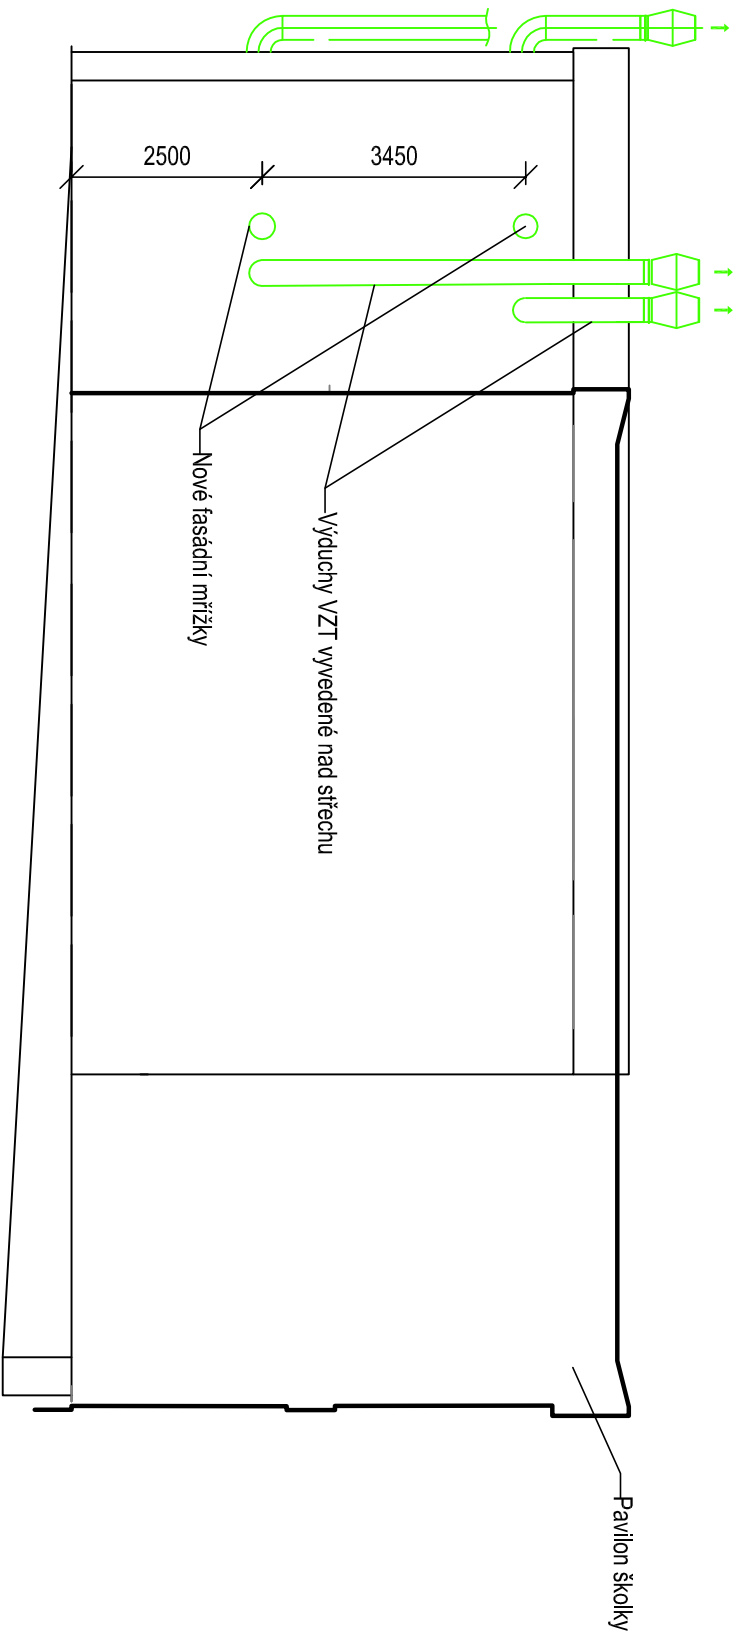 2500
3450
Nové fasádní mřížky
Výduchy VZT vyvedené nad střechu
Pavilon školky